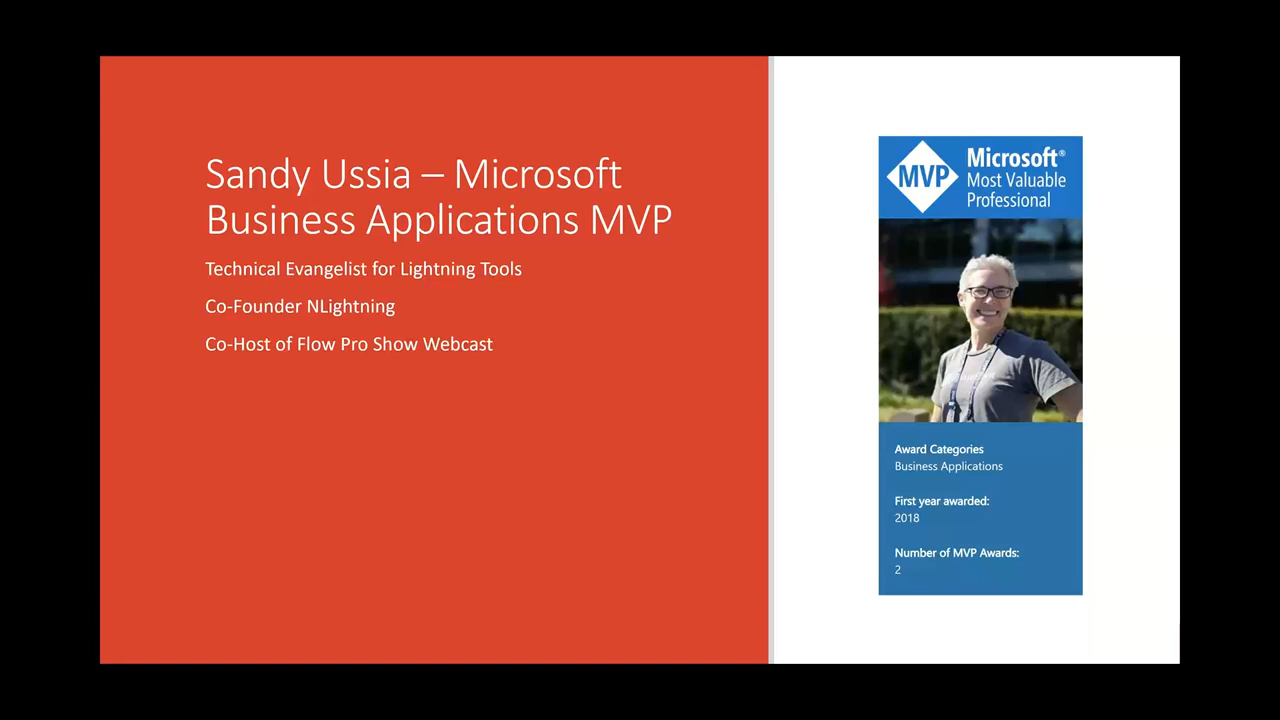 Sandy Ussia – Microsoft
Business Applications MVP
Technical Evangelist for Lightning Tools
Co-Founder NLightning
Co-Host of Flow Pro Show Webcast
MVP
Microsoft®
Most Valuable
Professional
Award Categories
Business Applications
First year awarded:
2018
Number of MVP Awards:
2